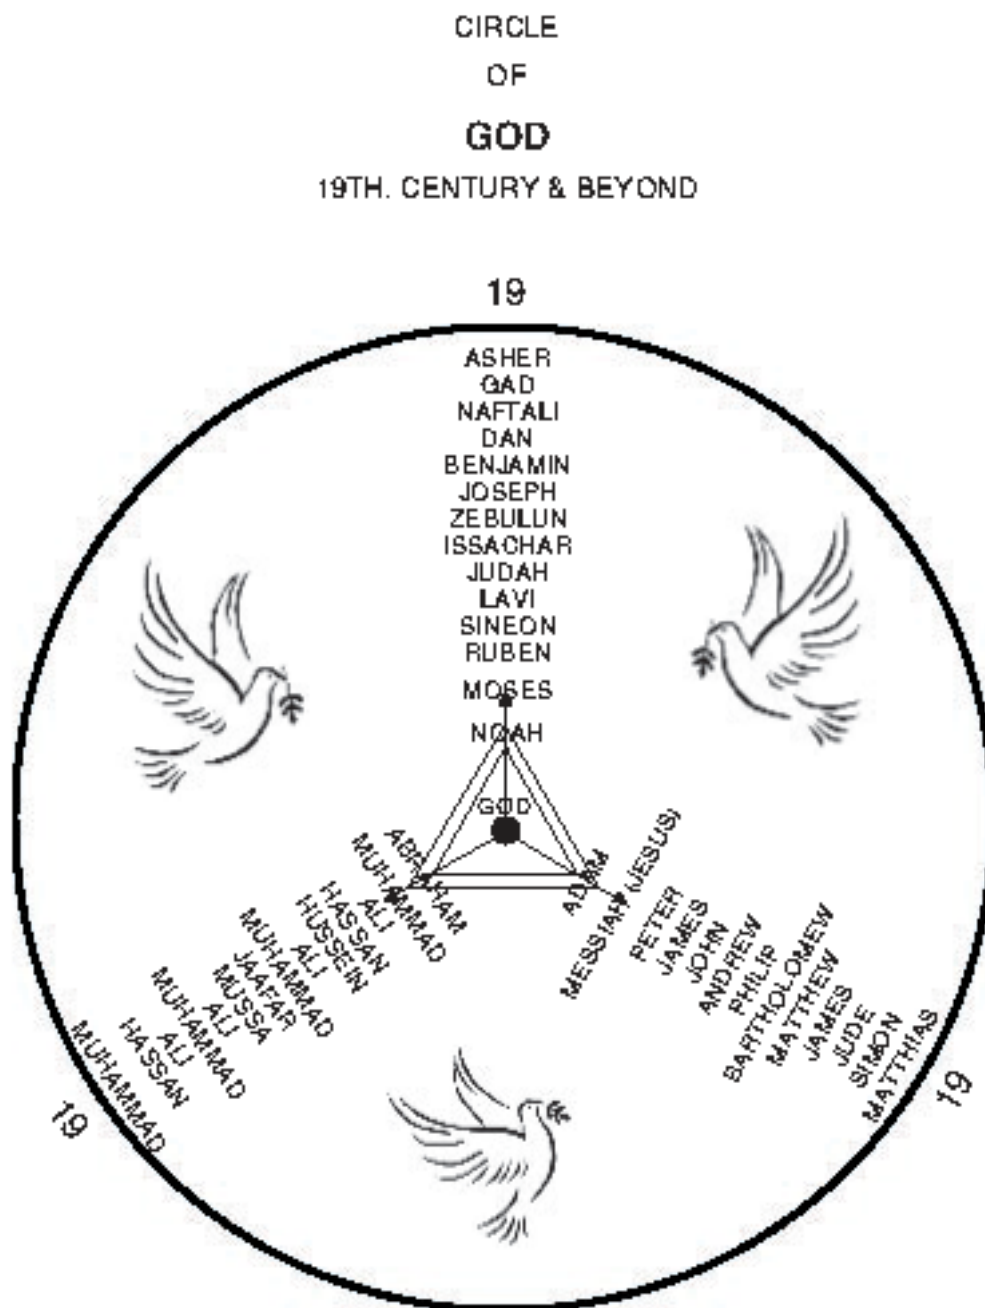 CIRCLE
OF
GOD
19TH. CENTURY & BEYOND
19
ASHER
GAD
NAFTALI
DAN
BENJAMIN
JOSEPH
ZEBULUN
ISSACHAR
JUDAH
LAVI
SINEON
RUBEN
MOSES
NOAH
GOD
ABRAHAM
MUHAMMAD
ALI
HASSAN
HUSSEIN
ALI
MUHAMMAD
JAAFAR
MUSSA
ALI
MUHAMMAD
ALI
HASSAN
MUHAMMAD
19
ADAM
MESSIAH (JESUS)
PETER
JAMES
JOHN
ANDREW
PHILIP
BARTHOLOMEW
MATTHEW
JAMES
JUDE
SIMON
MATTHIAS
19